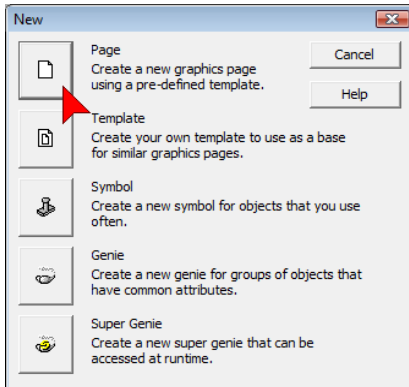 New
Page
Create a new graphics page
using a pre-defined template.
Cancel
Help
Template
Create your own template to use as a base
for similar graphics pages.
Symbol
Create a new symbol for objects that you use
often.
Genie
Create a new genie for groups of objects that
have common attributes.
Super Genie
Create a new super genie that can be
accessed at runtime.